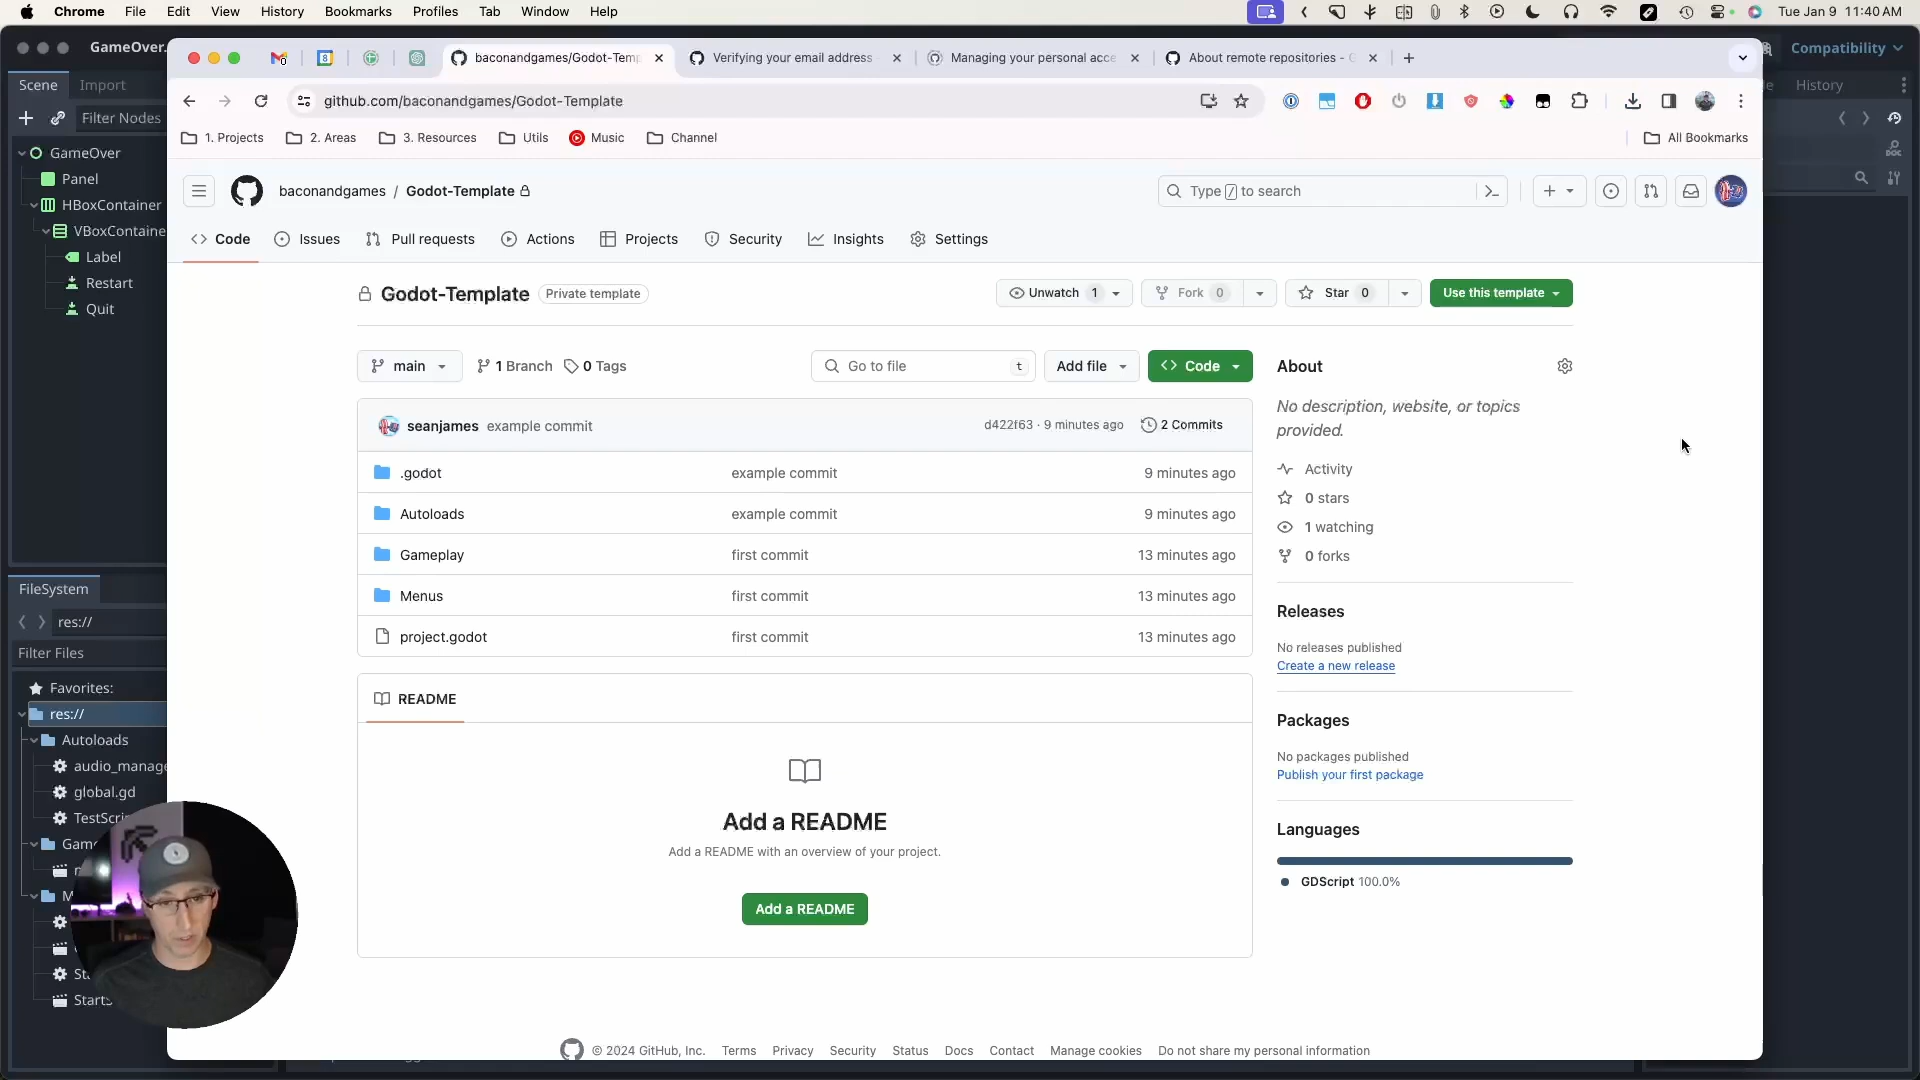 Chrome File Edit View History Bookmarks Profiles Tab Window Help Tue Jan 9 11:40 AM
GameOver. Compatibility
baconandgames/Godot-Temp Verifying your email address Managing your personal acce About remote repositories - G
Scene Import History
github.com/baconandgames/Godot-Template
Filter Nodes
1. Projects 2. Areas 3. Resources Utils Music Channel All Bookmarks
GameOver
Panel
HBoxContainer
VBoxContaine
Label
Restart
Quit
baconandgames / Godot-Template Type / to search
Code Issues Pull requests Actions Projects Security Insights Settings
Godot-Template Private template Unwatch 1 Fork 0 Star 0 Use this template
main 1 Branch 0 Tags Go to file t Add file Code
seanjames example commit d422f63 · 9 minutes ago 2 Commits
.godot example commit 9 minutes ago
Autoloads example commit 9 minutes ago
Gameplay first commit 13 minutes ago
Menus first commit 13 minutes ago
project.godot first commit 13 minutes ago
README
Add a README
Add a README with an overview of your project.
Add a README
About
No description, website, or topics
provided.
Activity
0 stars
1 watching
0 forks
Releases
No releases published
Create a new release
Packages
No packages published
Publish your first package
Languages
GDScript 100.0%
FileSystem
res://
Filter Files
Favorites:
res://
Autoloads
audio_manage
global.gd
TestScri
Game
M
St
StartS
© 2024 GitHub, Inc. Terms Privacy Security Status Docs Contact Manage cookies Do not share my personal information